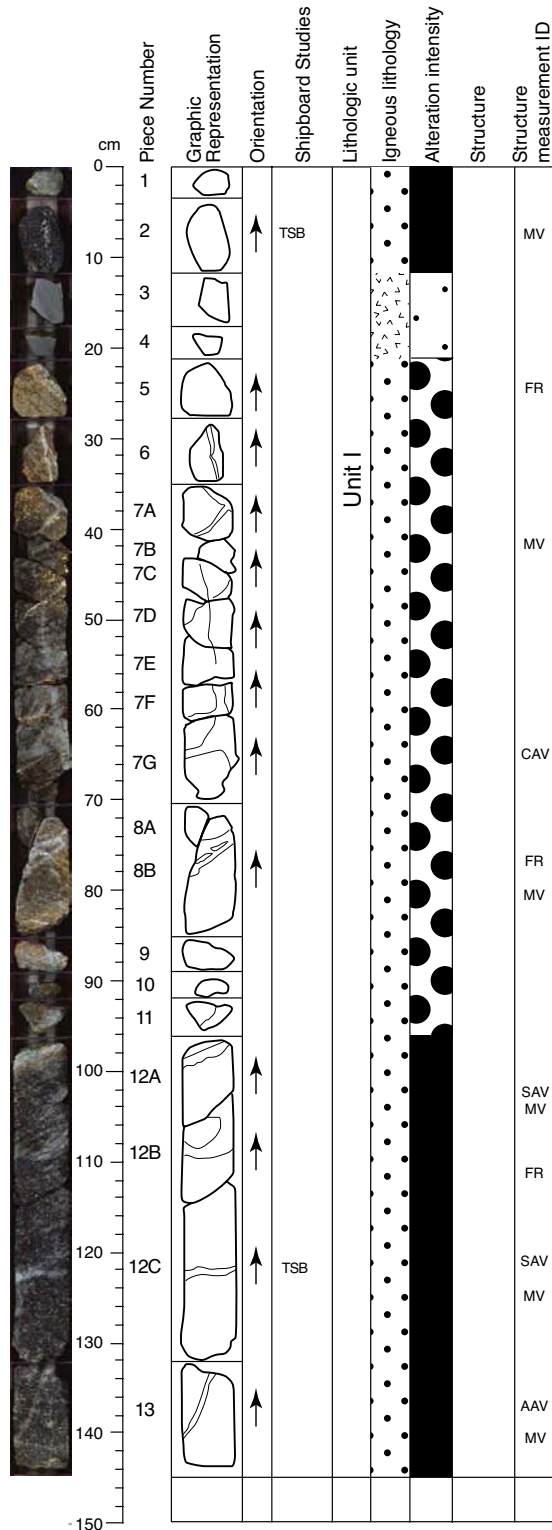 cm
Piece Number
Graphic
Representation
Orientation
Shipboard Studies
Lithologic unit
Igneous lithology
Alteration intensity
Structure
Structure
measurement ID
0
1
2 TSB MV
10
3
4
20
5 FR
30
6
Unit I
7A
40
7B MV
7C
50
7D
7E
7F
60
7G CAV
70
8A
8B FR
80 MV
9
90
10
11
100
12A
SAV
MV
12B
110
FR
120
12C TSB SAV
MV
130
13 AAV
140
MV
150